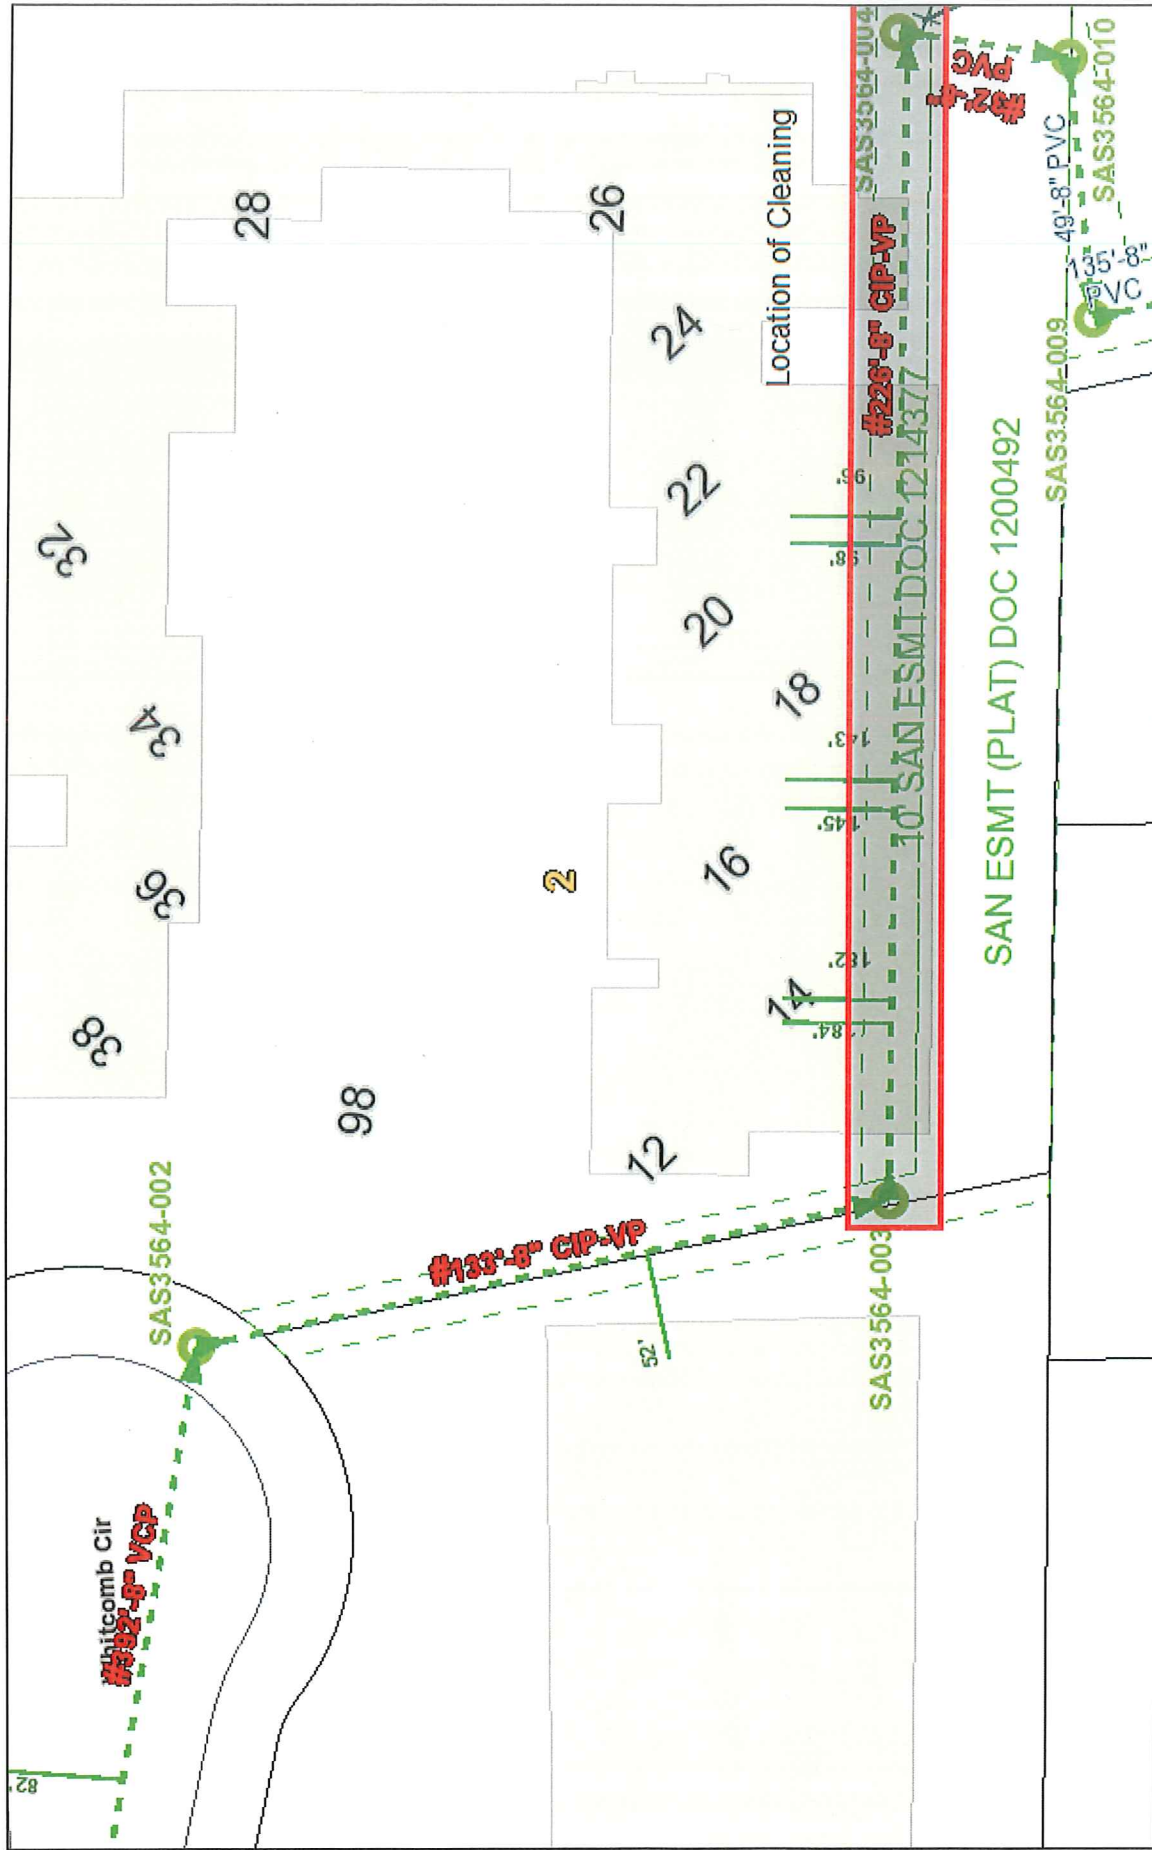 82'
Whitcomb Cir
#392'-8" VCP
SAS3564-002
#133'-8" CIP-VP
52'
SAS3564-003
98
38
36
34
32
28
26
24
22
20
18
16
14
12
2
Location of Cleaning
184'
182'
145'
143'
98'
96'
#226'-8" CIP-VP
10' SAN ESMT DOC 1214377
SAN ESMT (PLAT) DOC 1200492
SAS3564-004
PVC
SAS3564-010
49'-8" PVC
135'-8"
PVC
SAS3564-009